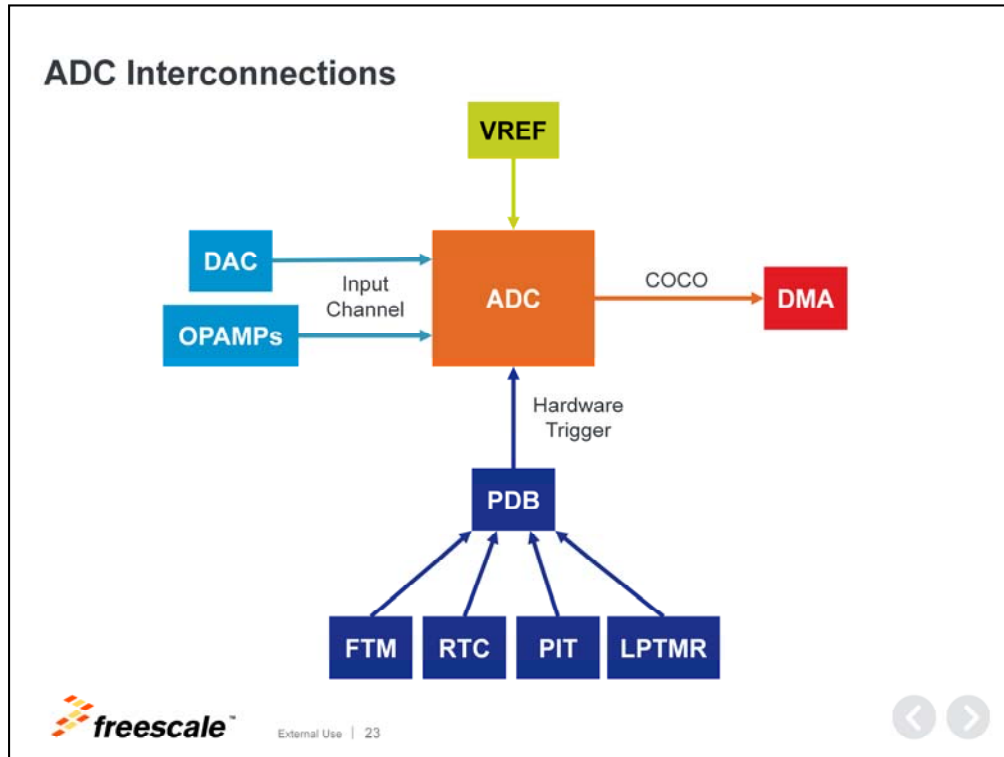 ADC Interconnections
VREF
DAC
Input
Channel
ADC
COCO
DMA
OPAMPs
Hardware
Trigger
PDB
FTM
RTC
PIT
LPTMR
freescale™
External Use | 23